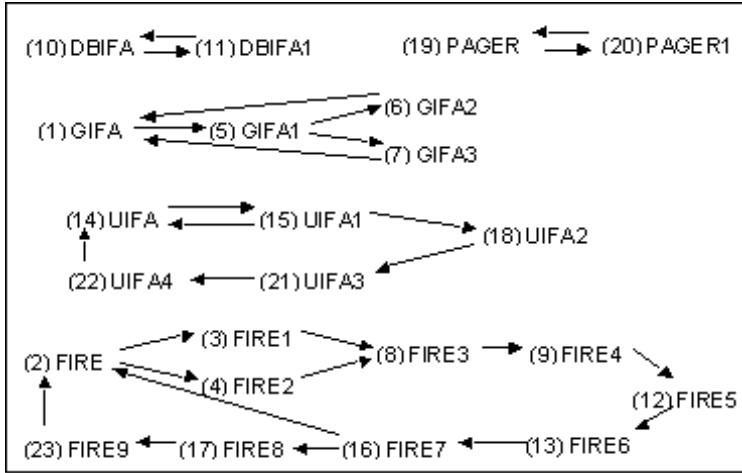 (10) DBIFA (11) DBIFA1 (19) PAGER (20) PAGER1
(6) GIFA2
(1) GIFA (5) GIFA1
(7) GIFA3
(14) UIFA (15) UIFA1
(18) UIFA2
(22) UIFA4 (21) UIFA3
(3) FIRE1
(2) FIRE (8) FIRE3 (9) FIRE4
(4) FIRE2
(12) FIRE5
(23) FIRE9 (17) FIRE8 (16) FIRE7 (13) FIRE6